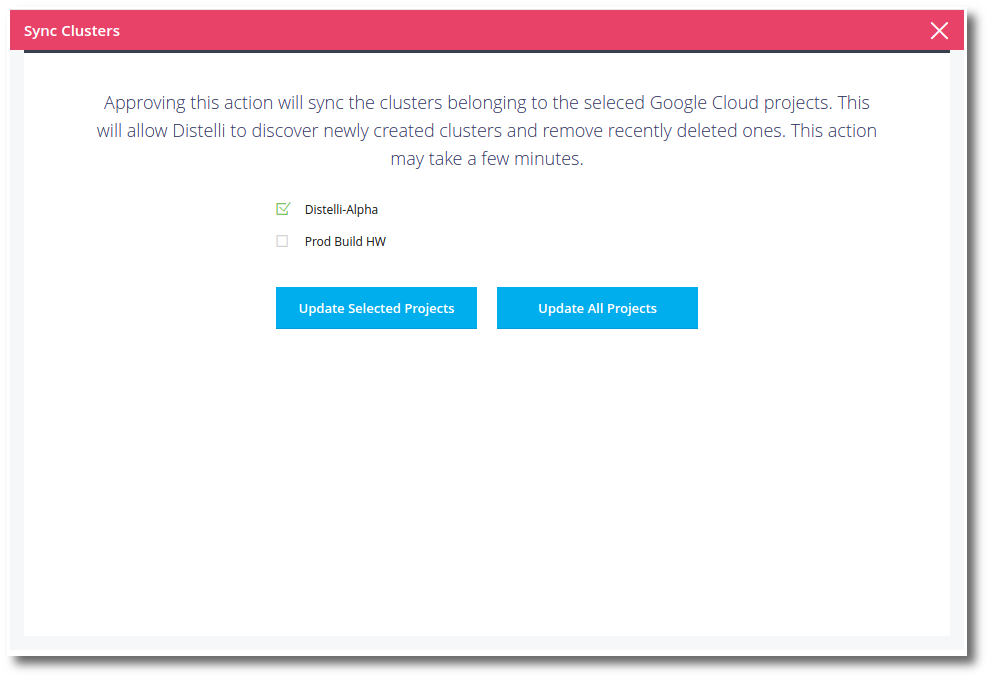 Sync Clusters
Approving this action will sync the clusters belonging to the seleced Google Cloud projects. This
will allow Distelli to discover newly created clusters and remove recently deleted ones. This action
may take a few minutes.
Distelli-Alpha
Prod Build HW
Update Selected Projects Update All Projects